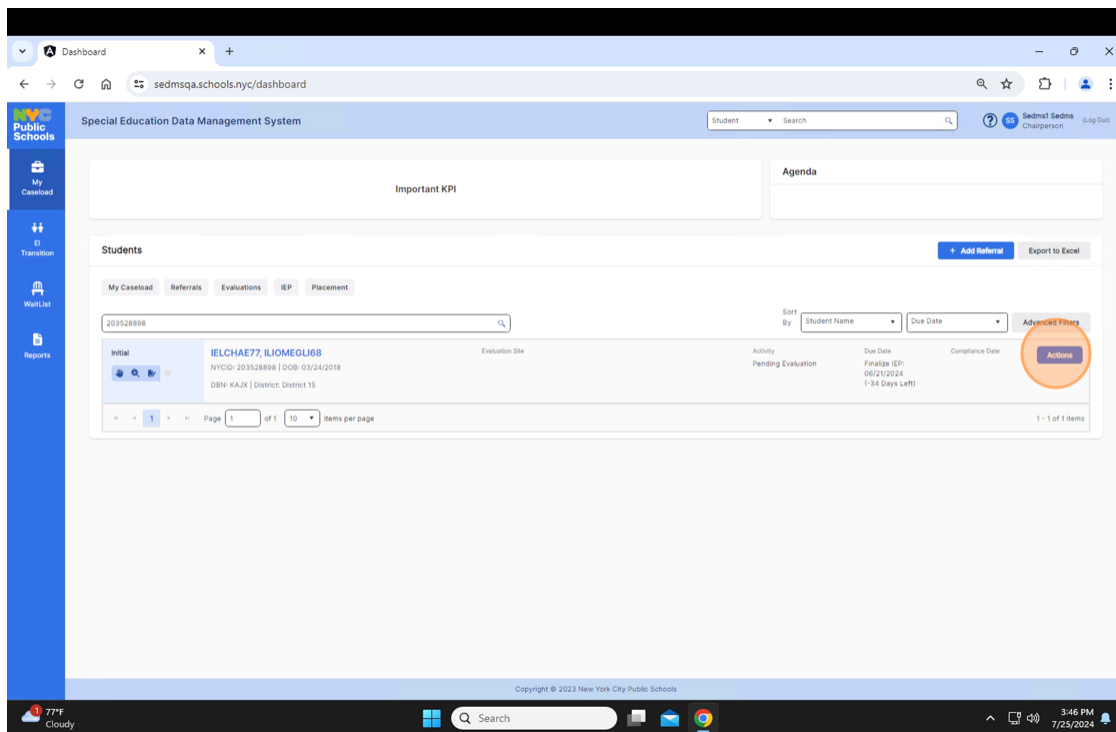 Dashboard
sedmsqa.schools.nyc/dashboard
NYC
Public
Schools
Special Education Data Management System
Student
Search
SS
Sedms1 Sedms
Chairperson
(Log Out)
My
Caseload
EI
Transition
WaitList
Reports
Important KPI
Agenda
Students
+ Add Referral
Export to Excel
My Caseload
Referrals
Evaluations
IEP
Placement
203528898
Sort
By
Student Name
Due Date
Advanced Filters
Initial
IELCHAE77, ILIOMEGLI68
NYCID: 203528898 | DOB: 03/24/2018
DBN: KAJX | District: District 15
Evaluation Site
Activity
Pending Evaluation
Due Date
Finalize IEP:
06/21/2024
(-34 Days Left)
Compliance Date
Actions
1
Page 1 of 1 10 items per page
1 - 1 of 1 items
Copyright © 2023 New York City Public Schools
1
77°F
Cloudy
Search
3:46 PM
7/25/2024